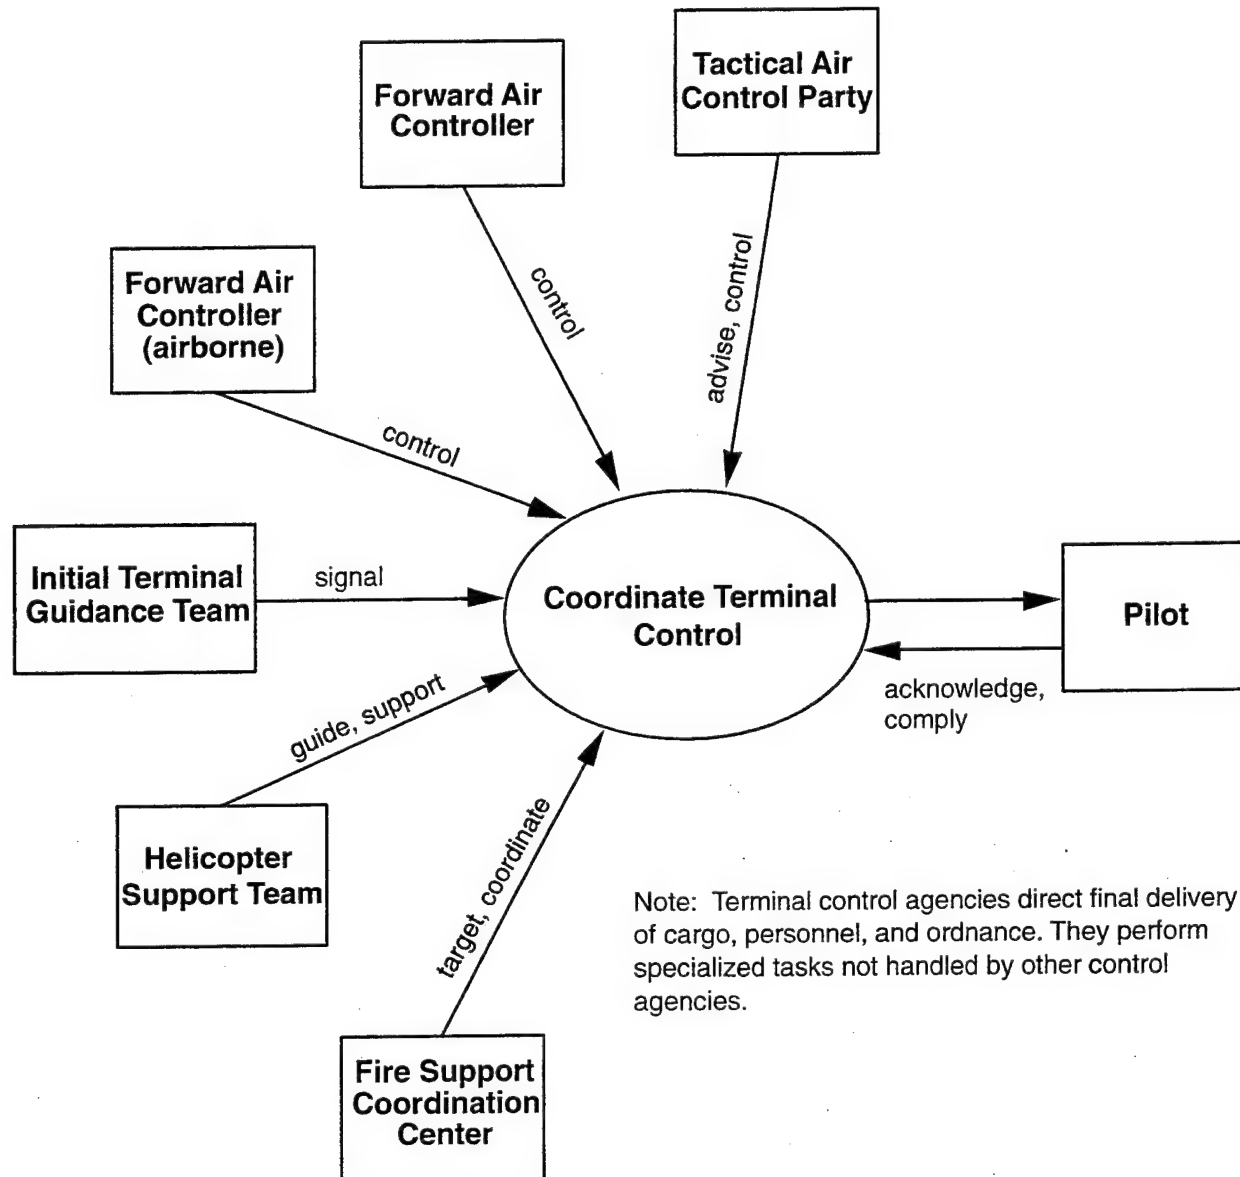 Tactical Air
Control Party
Forward Air
Controller
Forward Air
Controller
(airborne)
control
advise, control
control
Initial Terminal
Guidance Team
signal
Coordinate Terminal
Control
Pilot
acknowledge,
comply
guide, support
Helicopter
Support Team
target, coordinate
Note: Terminal control agencies direct final delivery
of cargo, personnel, and ordnance. They perform
specialized tasks not handled by other control
agencies.
Fire Support
Coordination
Center